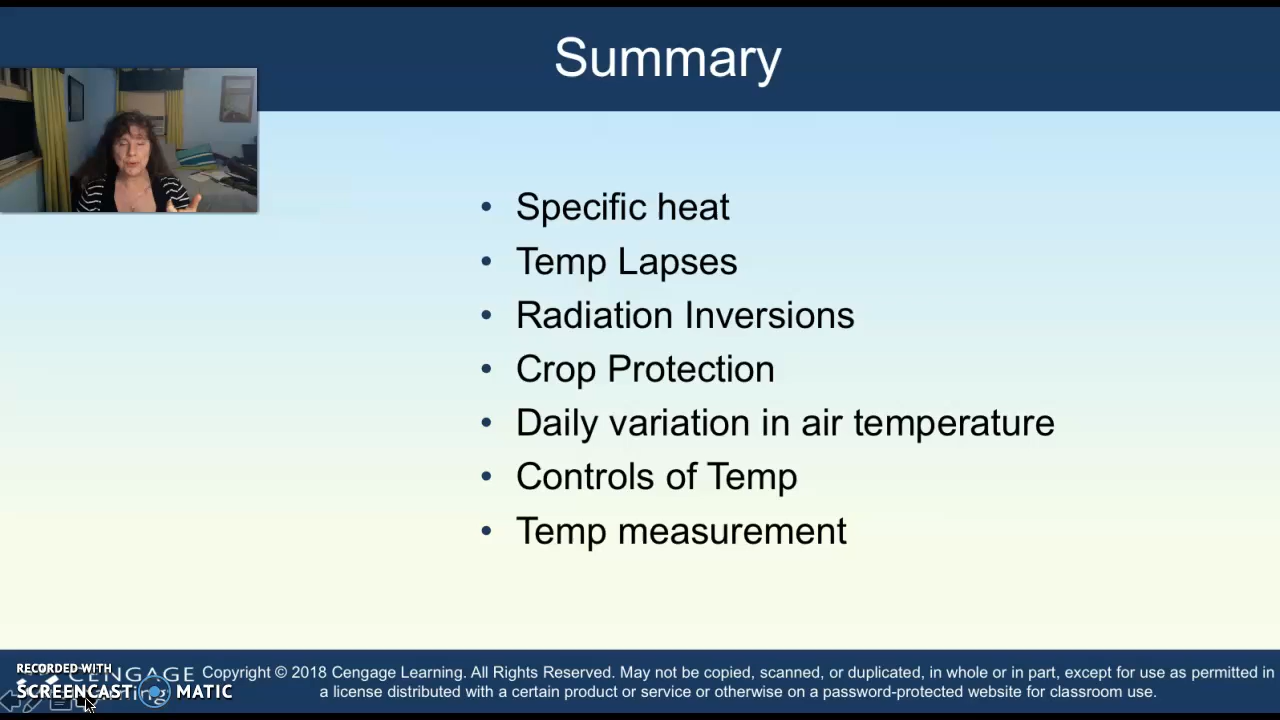 Summary
• Specific heat
• Temp Lapses
• Radiation Inversions
• Crop Protection
• Daily variation in air temperature
• Controls of Temp
• Temp measurement
RECORDED WITH
CENGAGE
SCREENCAST MATIC
Copyright © 2018 Cengage Learning. All Rights Reserved. May not be copied, scanned, or duplicated, in whole or in part, except for use as permitted in
a license distributed with a certain product or service or otherwise on a password-protected website for classroom use.